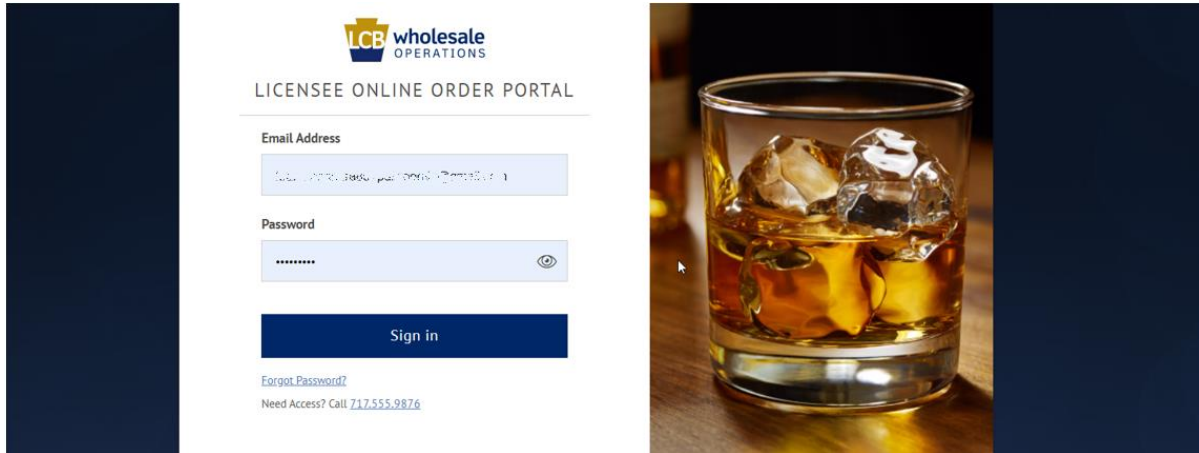 LCB wholesale
OPERATIONS
LICENSEE ONLINE ORDER PORTAL
Email Address
Password
•••••••••
Sign in
Forgot Password?
Need Access? Call 717.555.9876